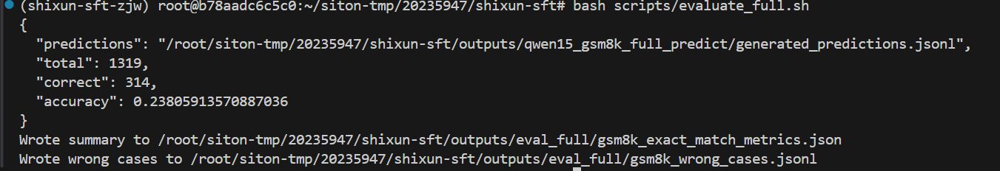 (shixun-sft-zjw) root@b78aadc6c5c0:~/siton-tmp/20235947/shixun-sft# bash scripts/evaluate_full.sh
{
  "predictions": "/root/siton-tmp/20235947/shixun-sft/outputs/qwen15_gsm8k_full_predict/generated_predictions.jsonl",
  "total": 1319,
  "correct": 314,
  "accuracy": 0.23805913570887036
}
Wrote summary to /root/siton-tmp/20235947/shixun-sft/outputs/eval_full/gsm8k_exact_match_metrics.json
Wrote wrong cases to /root/siton-tmp/20235947/shixun-sft/outputs/eval_full/gsm8k_wrong_cases.jsonl